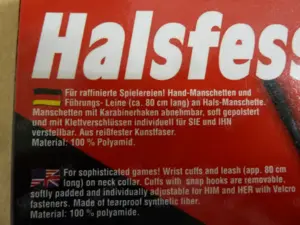 Halsfess
Für raffinierte Spielereien! Hand-Manschetten und
Führungs- Leine (ca. 80 cm lang) an Hals-Manschette.
Manschetten mit Karabinerhaken abnehmbar, soft gepolstert
und mit Klettverschlüssen individuell für SIE und IHN
verstellbar. Aus reißfester Kunstfaser.
Material: 100 % Polyamid.
For sophisticated games! Wrist cuffs and leash (app. 80 cm
long) on neck collar. Cuffs with snap hooks are removable,
softly padded and individually adjustable for HIM and HER with Velcro
fasteners. Made of tearproof synthetic fiber.
Material: 100 % polyamide.